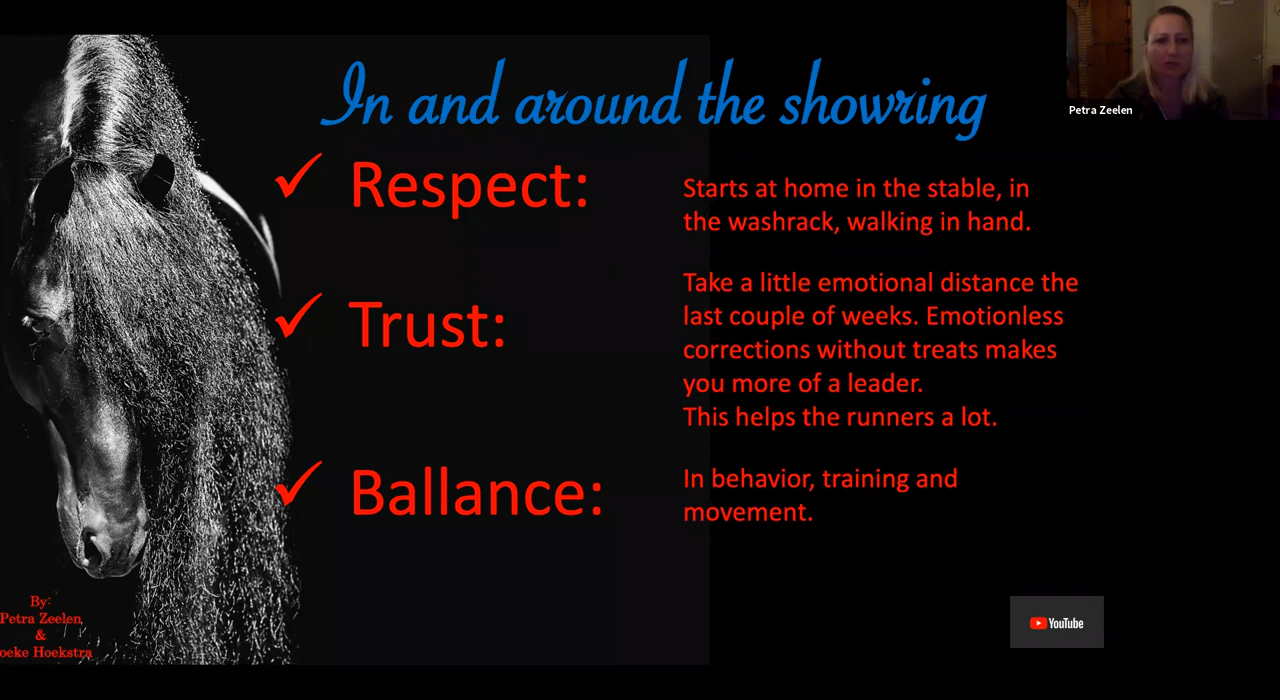 In and around the showring
Petra Zeelen
✓ Respect:
Starts at home in the stable, in
the washrack, walking in hand.
✓ Trust:
Take a little emotional distance the
last couple of weeks. Emotionless
corrections without treats makes
you more of a leader.
This helps the runners a lot.
✓ Ballance:
In behavior, training and
movement.
By:
Petra Zeelen
&
oeke Hoekstra
YouTube